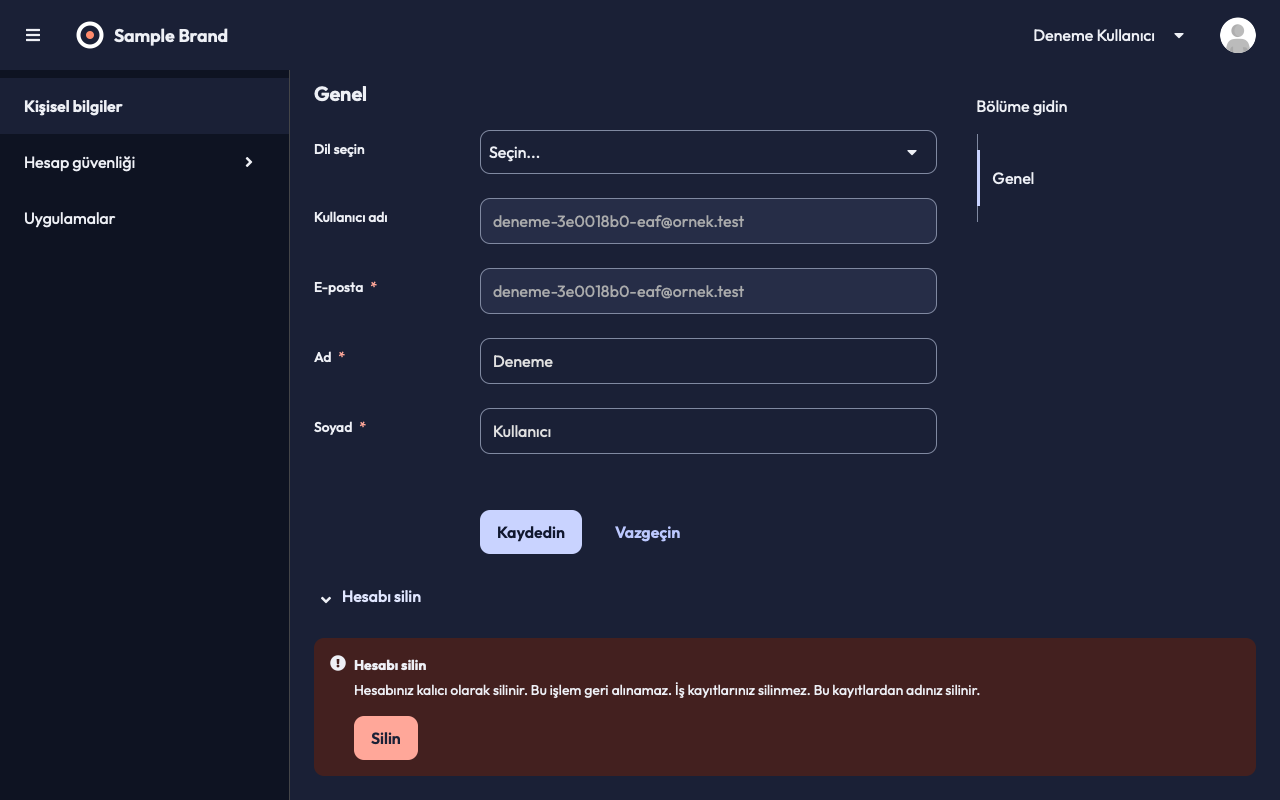 Sample Brand
Deneme Kullanıcı
Kişisel bilgiler
Hesap güvenliği
Uygulamalar
Genel
Dil seçin
Seçin...
Kullanıcı adı
deneme-3e0018b0-eaf@ornek.test
E-posta *
deneme-3e0018b0-eaf@ornek.test
Ad *
Deneme
Soyad *
Kullanıcı
Kaydedin
Vazgeçin
Hesabı silin
Hesabı silin
Hesabınız kalıcı olarak silinir. Bu işlem geri alınamaz. İş kayıtlarınız silinmez. Bu kayıtlardan adınız silinir.
Silin
Bölüme gidin
Genel